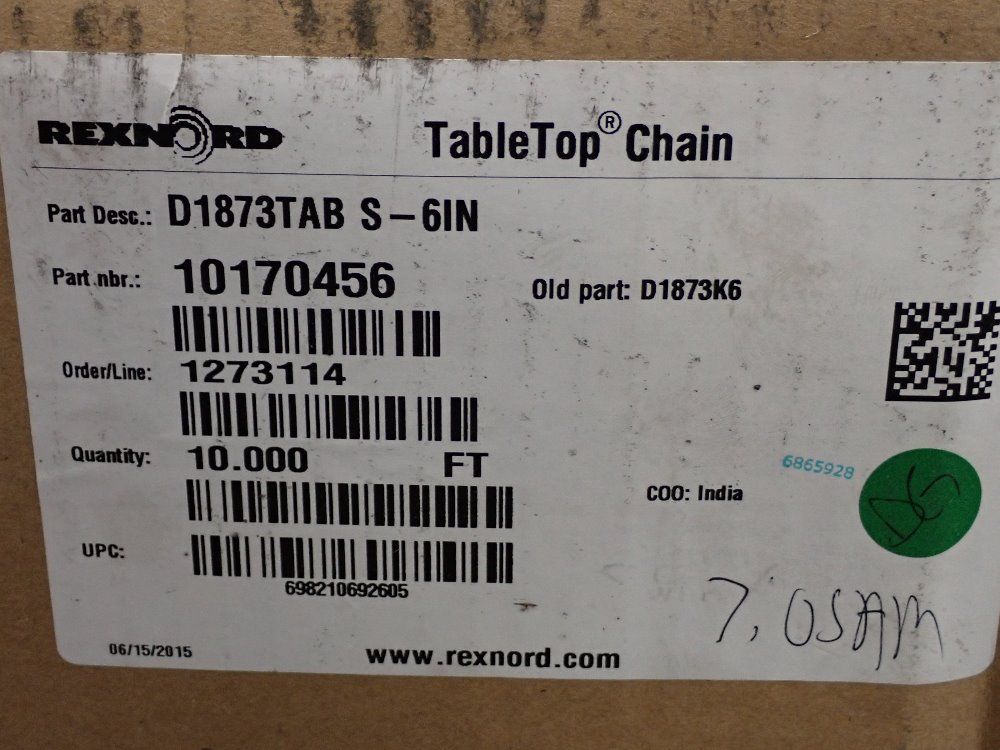 REXNORD TableTop® Chain
Part Desc.: D1873TAB S-6IN
Part nbr.: 10170456 Old part: D1873K6
Order/Line: 1273114
Quantity: 10.000 FT
6865928
COO: India
DG
UPC:
698210692605
7.05AM
06/15/2015 www.rexnord.com